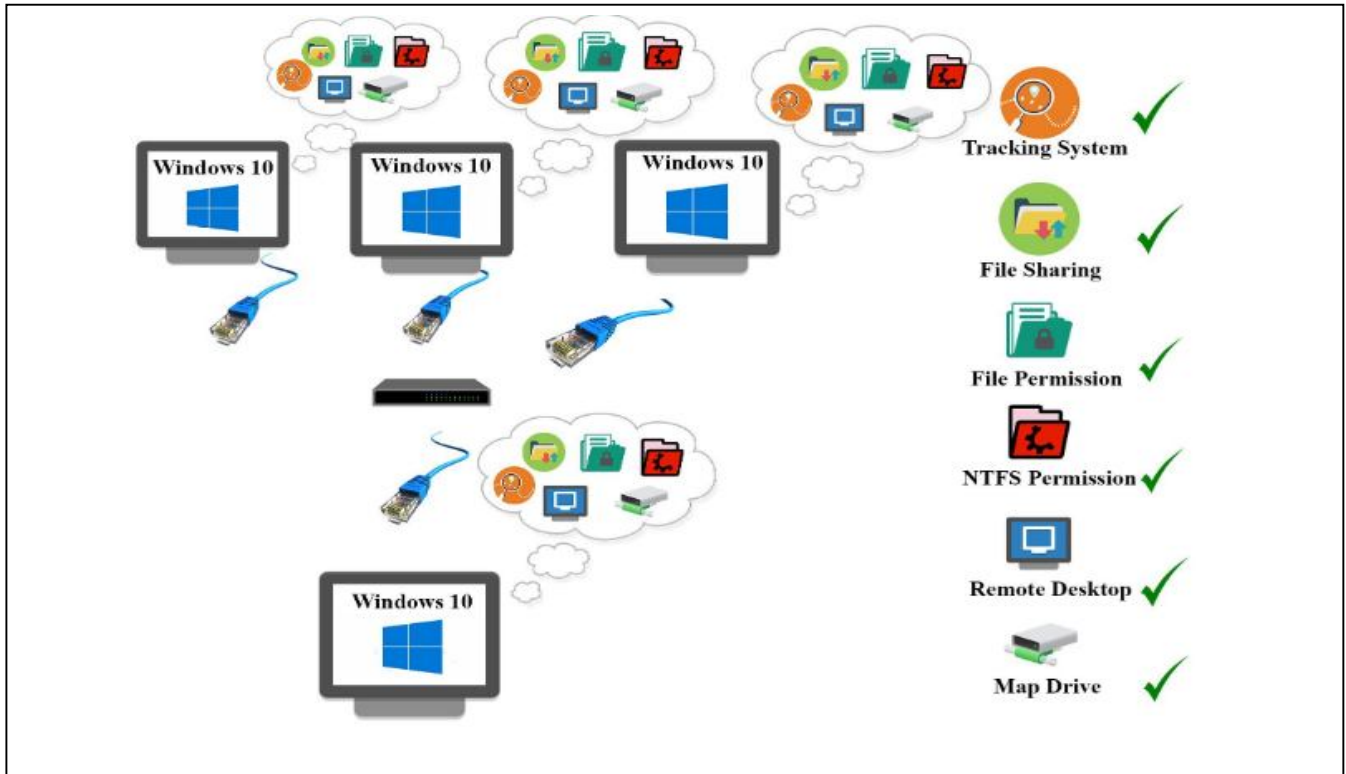 Windows 10
Windows 10
Windows 10
Tracking System
File Sharing
File Permission
NTFS Permission
Remote Desktop
Windows 10
Map Drive